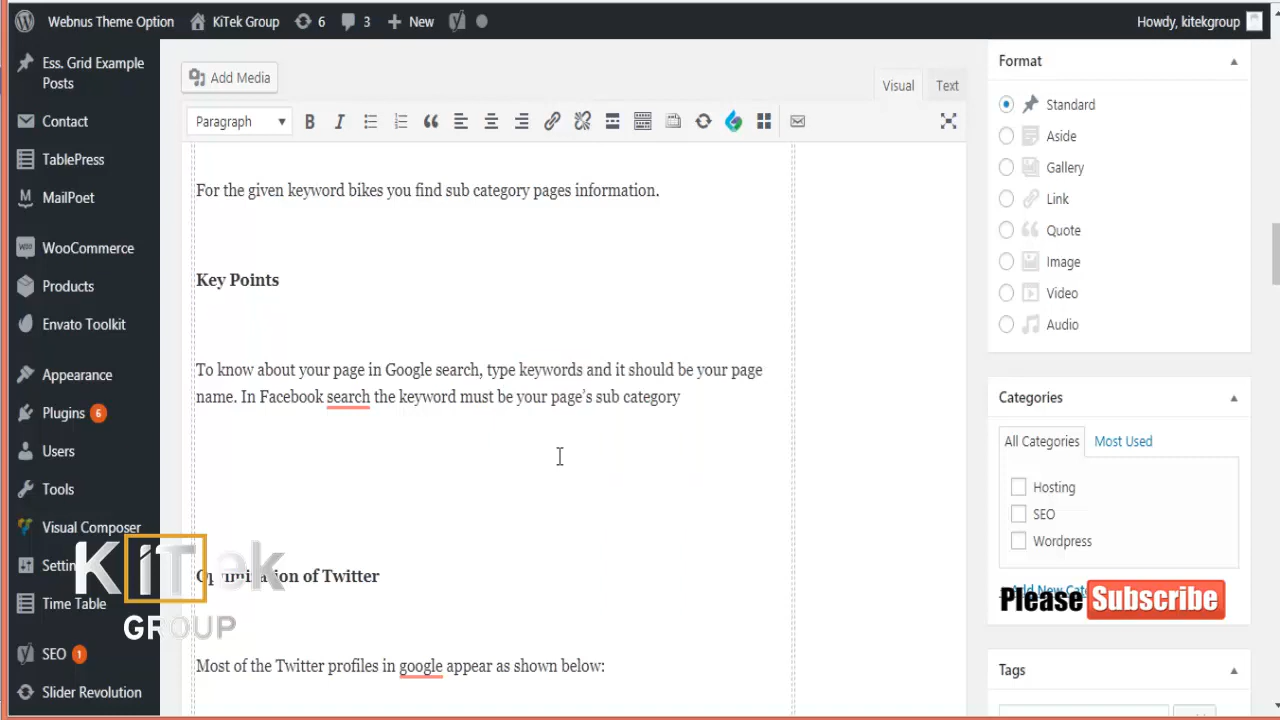 Webnus Theme Option KiTek Group 6 3 New Howdy, kitekgroup
Ess. Grid Example
Posts
Contact
TablePress
MailPoet
WooCommerce
Products
Envato Toolkit
Appearance
Plugins 6
Users
Tools
Visual Composer
Time Table
SEO 1
Slider Revolution
Add Media
Visual Text
Paragraph
For the given keyword bikes you find sub category pages information.
Key Points
To know about your page in Google search, type keywords and it should be your page
name. In Facebook search the keyword must be your page's sub category
of Twitter
Most of the Twitter profiles in google appear as shown below:
Format
Standard
Aside
Gallery
Link
Quote
Image
Video
Audio
Categories
All Categories Most Used
Hosting
SEO
Wordpress
Please Subscribe
Tags
KiTek
GROUP